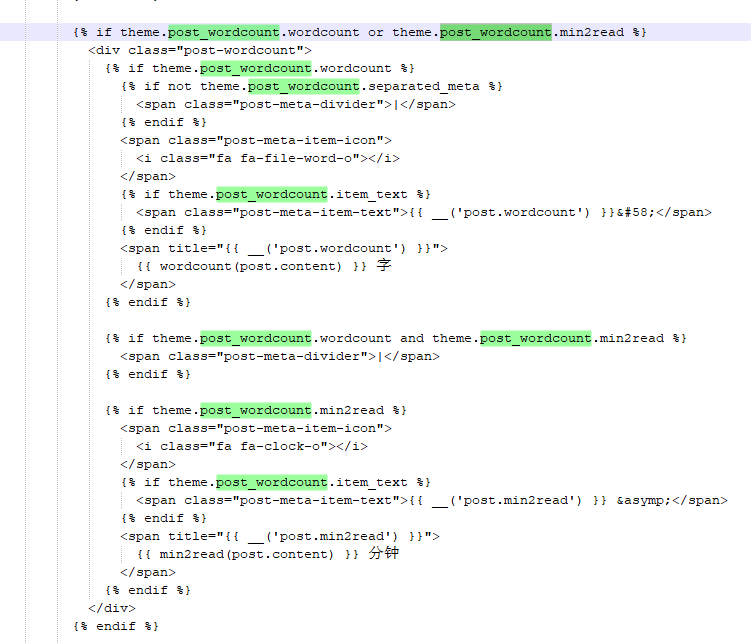 {% if theme.post_wordcount.wordcount or theme.post_wordcount.min2read %}
<div class="post-wordcount">
{% if theme.post_wordcount.wordcount %}
{% if not theme.post_wordcount.separated_meta %}
<span class="post-meta-divider">|</span>
{% endif %}
<span class="post-meta-item-icon">
<i class="fa fa-file-word-o"></i>
</span>
{% if theme.post_wordcount.item_text %}
<span class="post-meta-item-text">{{ __('post.wordcount') }}&#58;</span>
{% endif %}
<span title="{{ __('post.wordcount') }}">
{{ wordcount(post.content) }} 字
</span>
{% endif %}
{% if theme.post_wordcount.wordcount and theme.post_wordcount.min2read %}
<span class="post-meta-divider">|</span>
{% endif %}
{% if theme.post_wordcount.min2read %}
<span class="post-meta-item-icon">
<i class="fa fa-clock-o"></i>
</span>
{% if theme.post_wordcount.item_text %}
<span class="post-meta-item-text">{{ __('post.min2read') }} &asymp;</span>
{% endif %}
<span title="{{ __('post.min2read') }}">
{{ min2read(post.content) }} 分钟
</span>
{% endif %}
</div>
{% endif %}